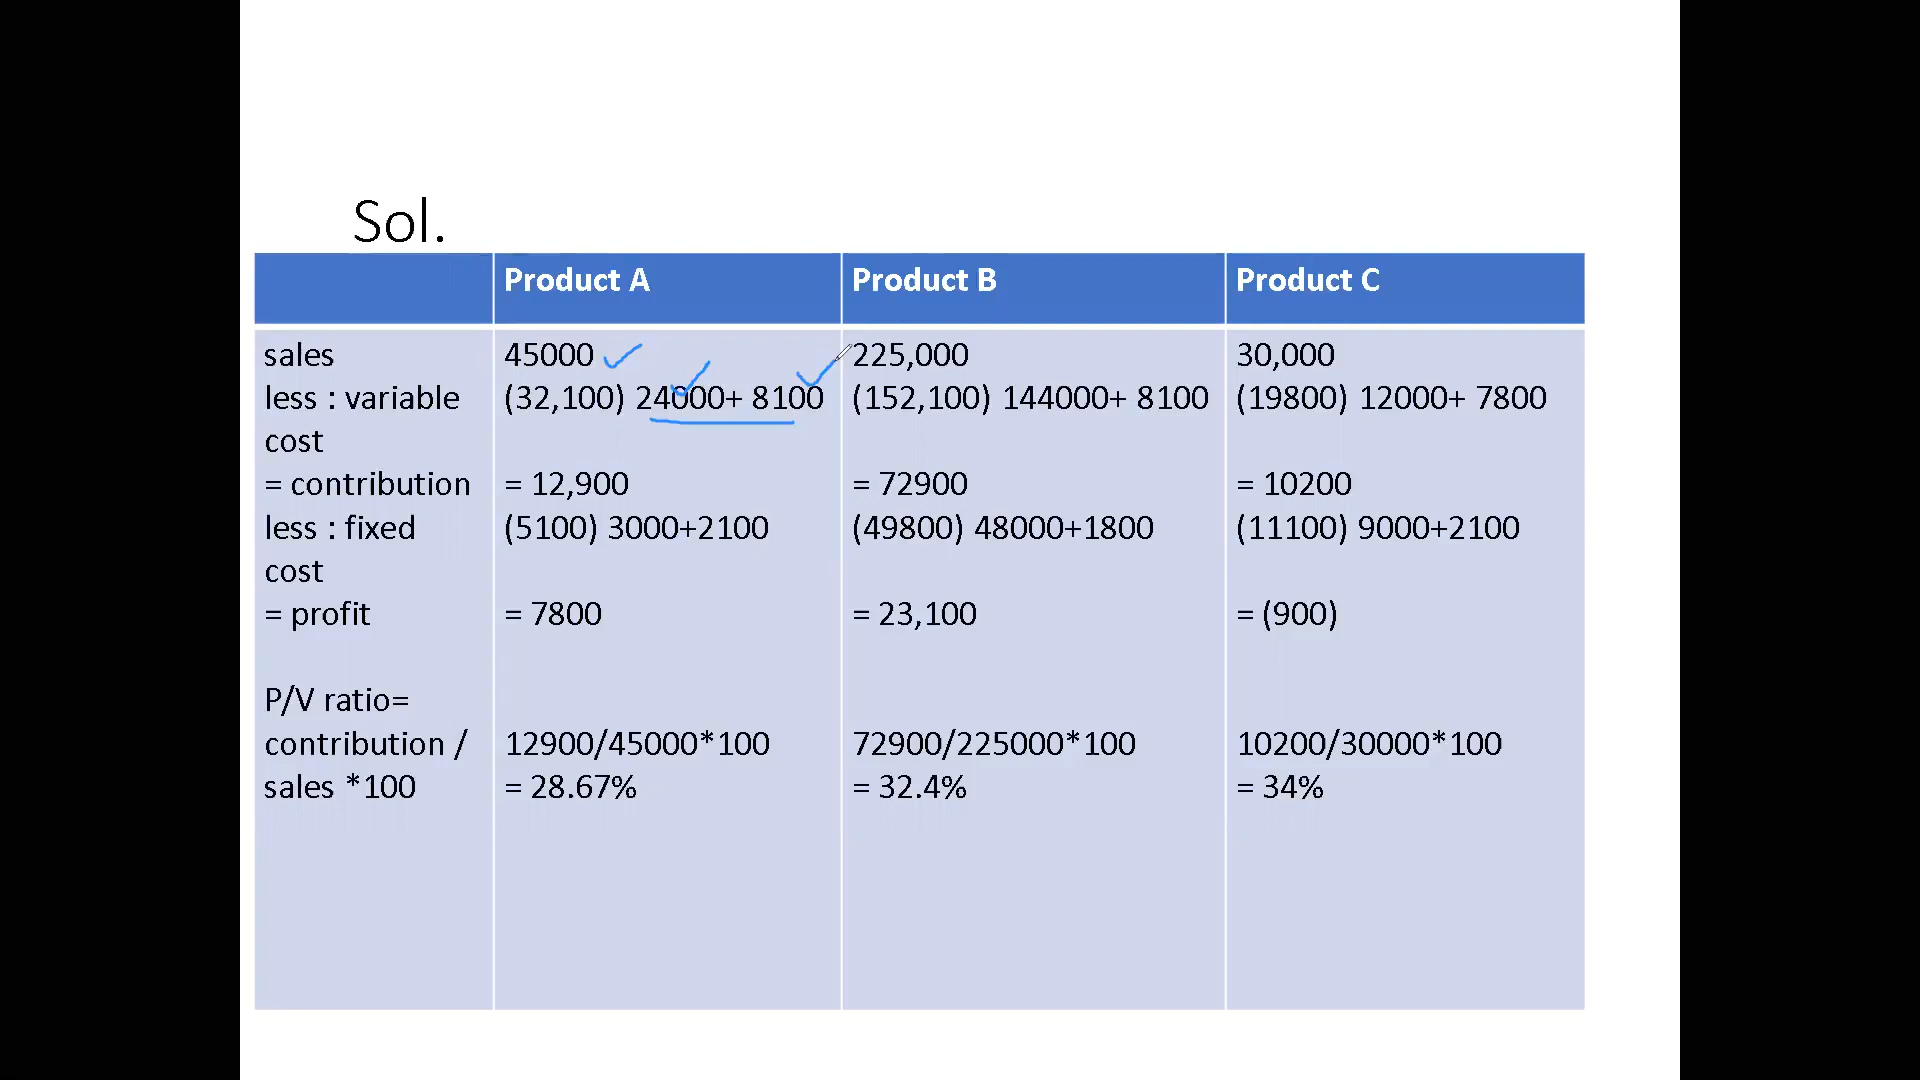 Sol.
Product A Product B Product C
sales 45000 225,000 30,000
less : variable (32,100) 24000+ 8100 (152,100) 144000+ 8100 (19800) 12000+ 7800
cost
= contribution = 12,900 = 72900 = 10200
less : fixed (5100) 3000+2100 (49800) 48000+1800 (11100) 9000+2100
cost
= profit = 7800 = 23,100 = (900)
P/V ratio=
contribution / 12900/45000*100 72900/225000*100 10200/30000*100
sales *100 = 28.67% = 32.4% = 34%